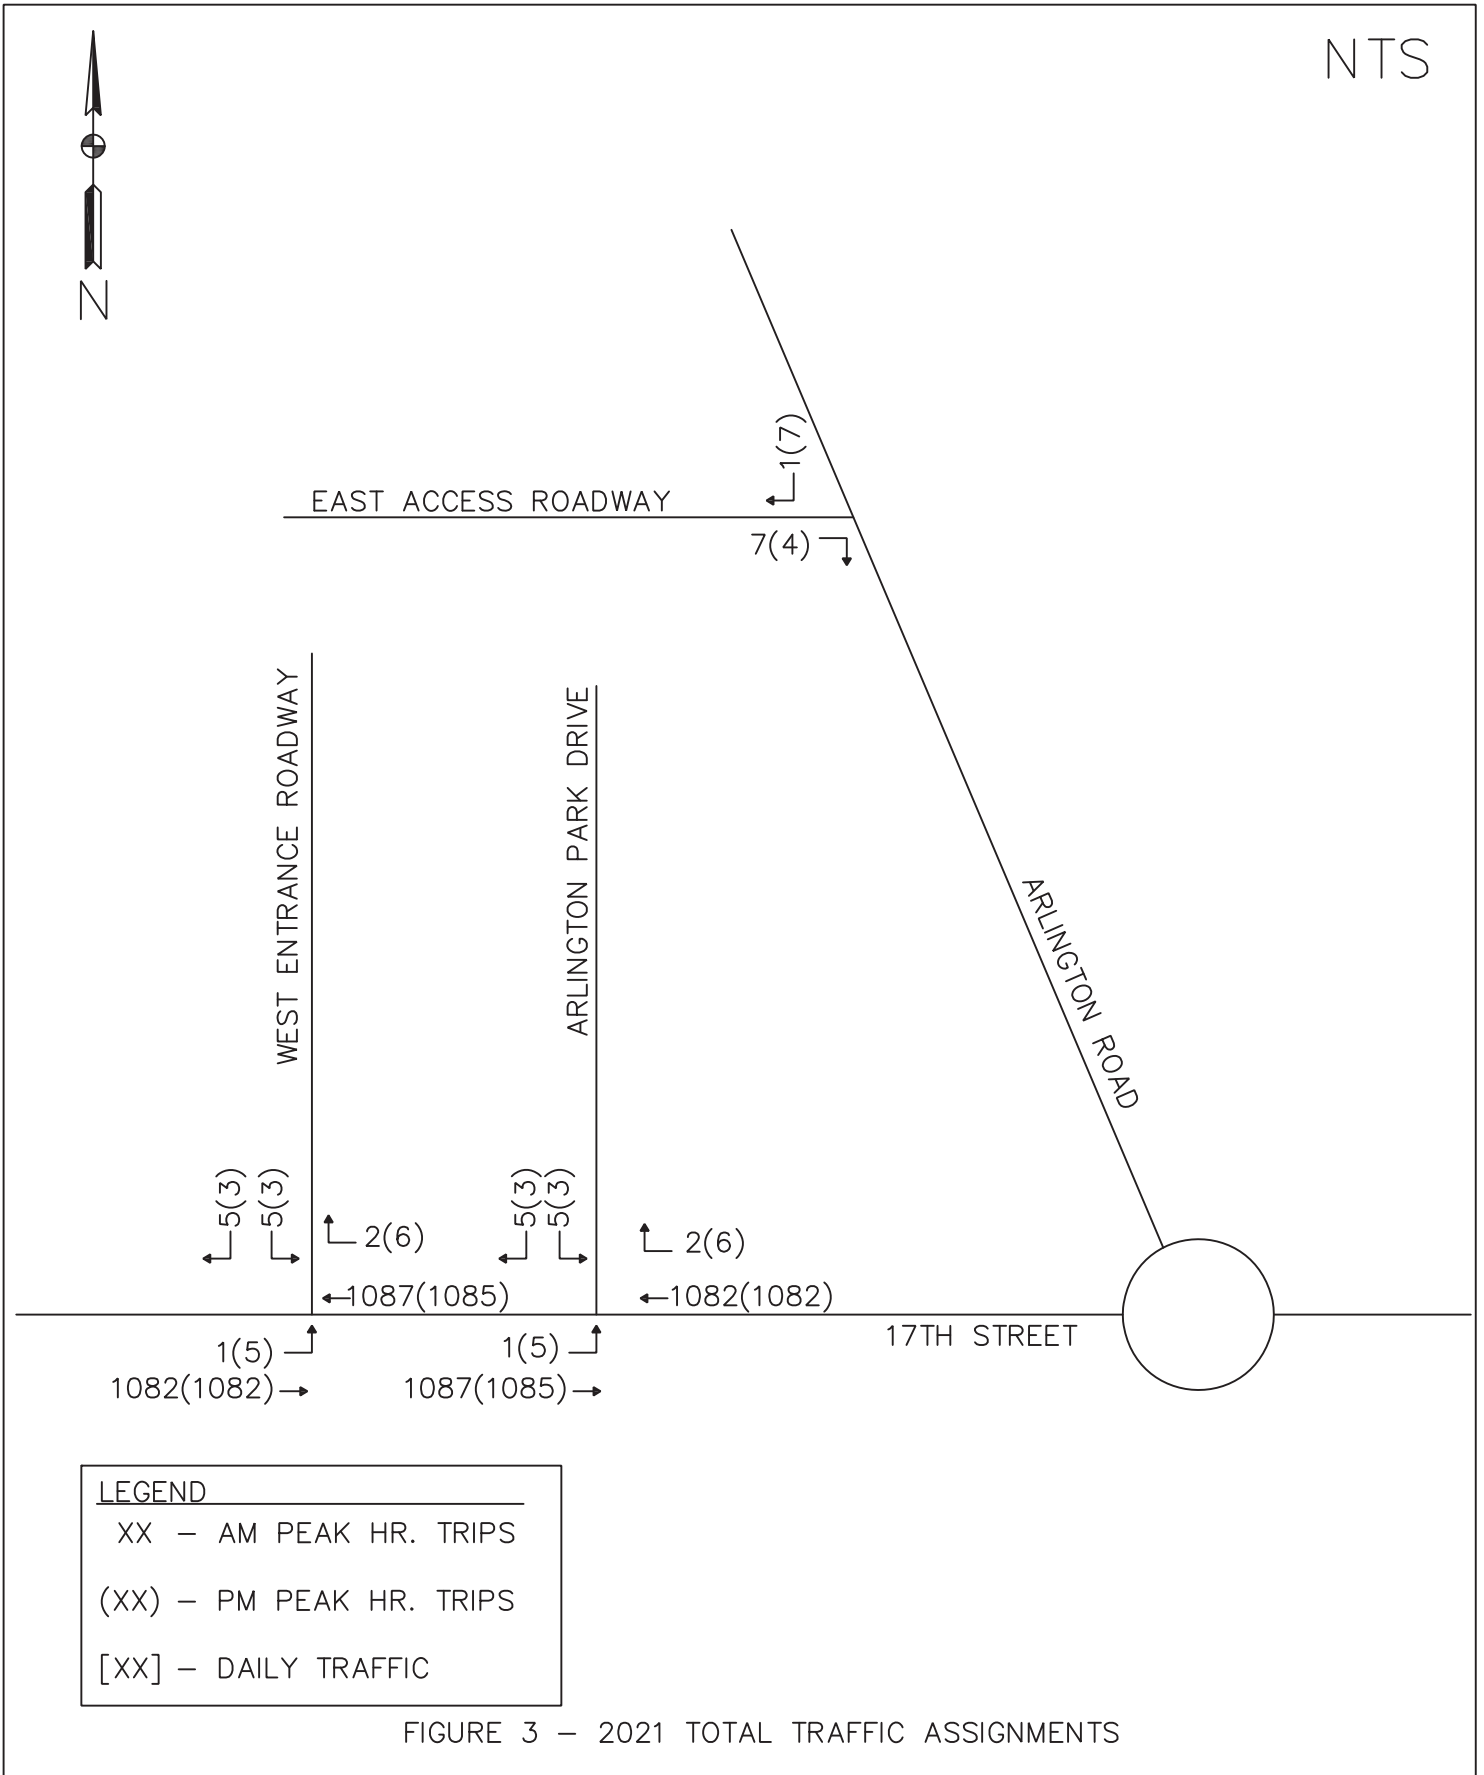 NTS
N
1(7)
EAST ACCESS ROADWAY
7(4)
WEST ENTRANCE ROADWAY
ARLINGTON PARK DRIVE
ARLINGTON ROAD
5(3)
5(3)
2(6)
5(3)
5(3)
2(6)
1087(1085)
1082(1082)
17TH STREET
1(5)
1(5)
1082(1082)
1087(1085)
LEGEND
XX - AM PEAK HR. TRIPS
(XX) - PM PEAK HR. TRIPS
[XX] - DAILY TRAFFIC
FIGURE 3 - 2021 TOTAL TRAFFIC ASSIGNMENTS